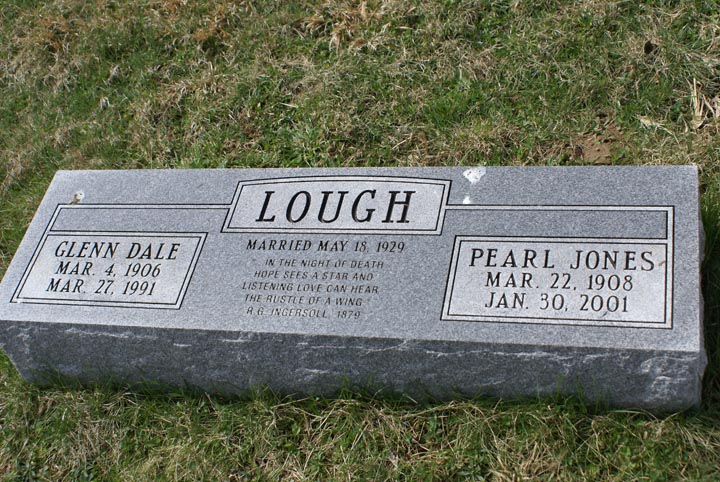 LOUGH
MARRIED MAY 18, 1929
GLENN DALE
MAR. 4, 1906
MAR. 27, 1991
"... IN THE NIGHT OF DEATH
HOPE SEES A STAR AND
LISTENING LOVE CAN HEAR
THE RUSTLE OF A WING."
R.G. INGERSOLL, 1879
PEARL JONES
MAR. 22, 1908
JAN. 30, 2001